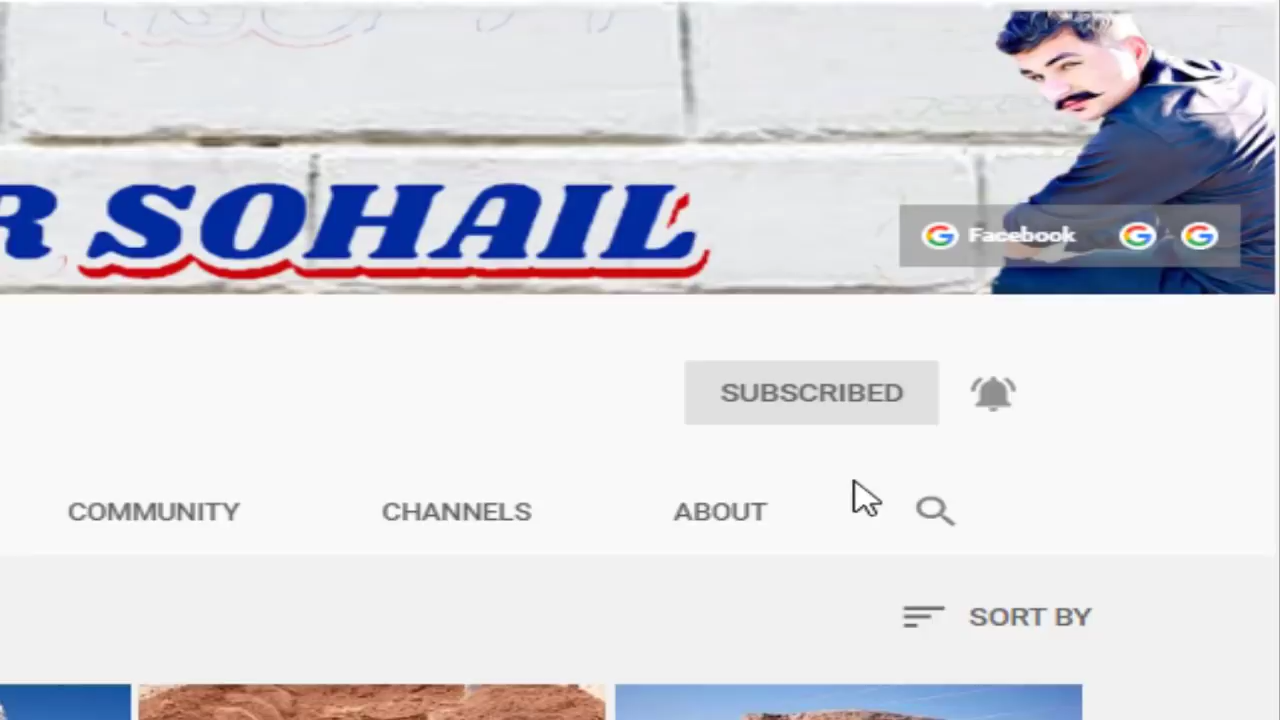 R SOHAIL
Facebook
SUBSCRIBED
COMMUNITY CHANNELS ABOUT
SORT BY